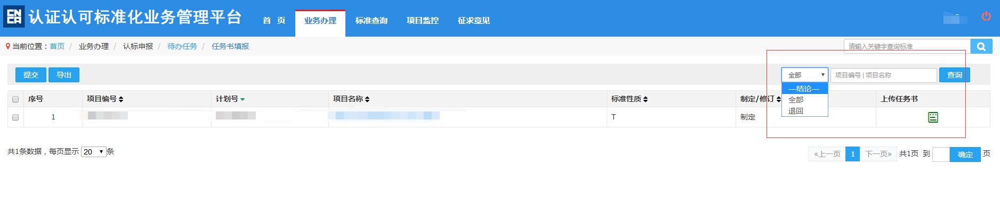 CNCA 认证认可标准化业务管理平台
首 页 业务办理 标准查询 项目监控 征求意见
当前位置：首页 / 业务办理 / 认标申报 / 待办任务 / 任务书填报
请输入关键字查询标准
提交 导出 全部 项目编号 | 项目名称 查询
---结论---
全部
退回
序号 项目编号 计划号 项目名称 标准性质 制定/修订 上传任务书
1 T 制定
共1条数据，每页显示 20 条
«上一页 1 下一页» 共1页 到 确定 页